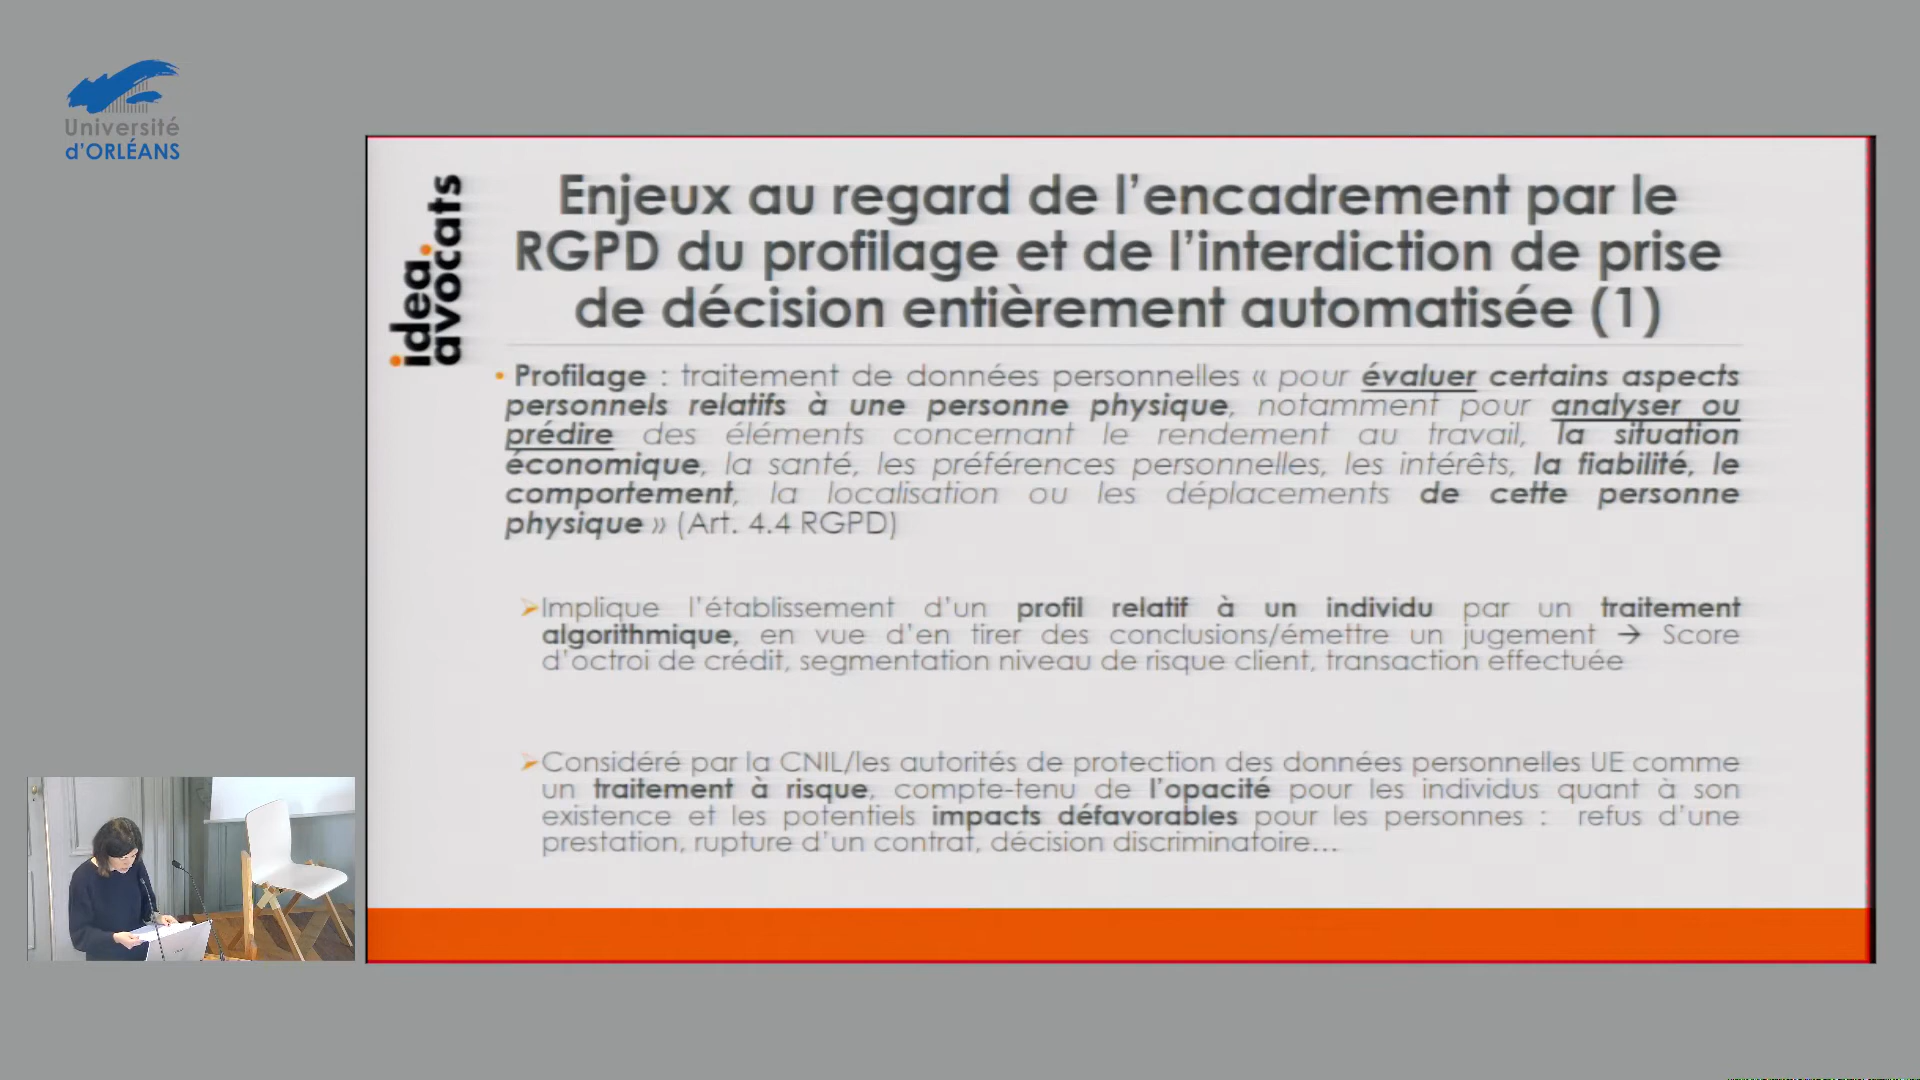 Université
d'ORLÉANS
idea.
avocats
Enjeux au regard de l'encadrement par le
RGPD du profilage et de l'interdiction de prise
de décision entièrement automatisée (1)
• Profilage : traitement de données personnelles « pour évaluer certains aspects
personnels relatifs à une personne physique, notamment pour analyser ou
prédire des éléments concernant le rendement au travail, la situation
économique, la santé, les préférences personnelles, les intérêts, la fiabilité, le
comportement, la localisation ou les déplacements de cette personne
physique » (Art. 4.4 RGPD)
➢Implique l'établissement d'un profil relatif à un individu par un traitement
algorithmique, en vue d'en tirer des conclusions/émettre un jugement → Score
d'octroi de crédit, segmentation niveau de risque client, transaction effectuée
➢Considéré par la CNIL/les autorités de protection des données personnelles UE comme
un traitement à risque, compte-tenu de l'opacité pour les individus quant à son
existence et les potentiels impacts défavorables pour les personnes : refus d'une
prestation, rupture d'un contrat, décision discriminatoire...